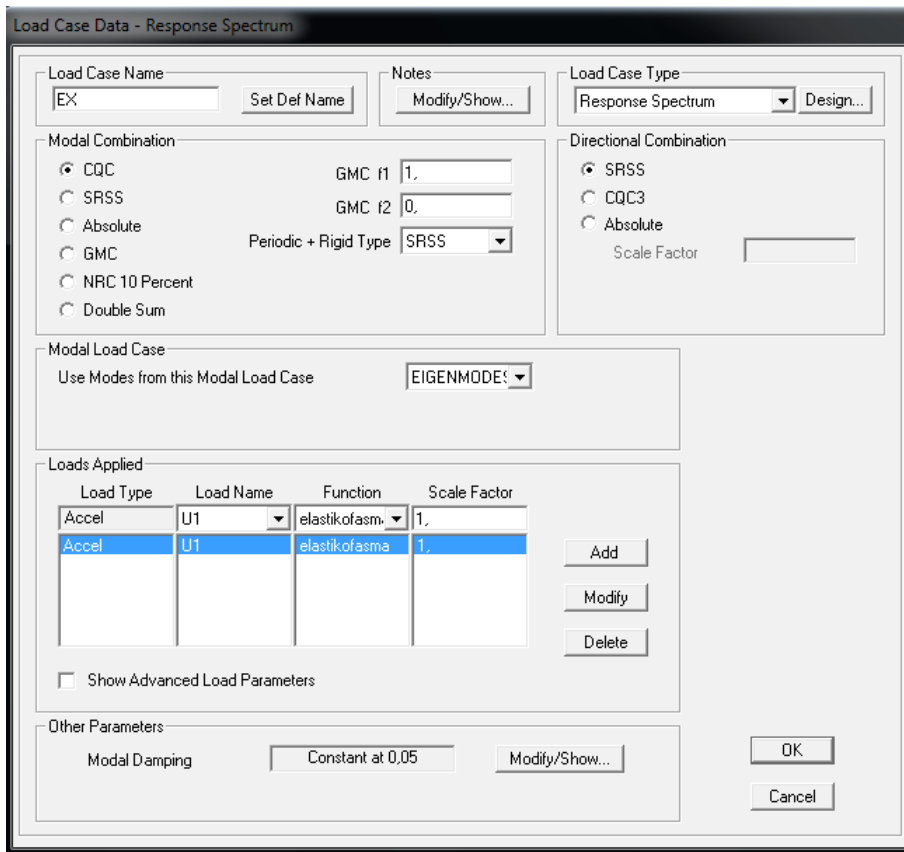 Load Case Data - Response Spectrum
Load Case Name
EX
Set Def Name
Notes
Modify/Show...
Load Case Type
Response Spectrum
Design...
Modal Combination
CQC
SRSS
Absolute
GMC
NRC 10 Percent
Double Sum
GMC f1 1,
GMC f2 0,
Periodic + Rigid Type SRSS
Directional Combination
SRSS
CQC3
Absolute
Scale Factor
Modal Load Case
Use Modes from this Modal Load Case EIGENMODES
Loads Applied
Load Type Load Name Function Scale Factor
Accel U1 elastikofasm 1,
Accel U1 elastikofasma 1,
Add
Modify
Delete
Show Advanced Load Parameters
Other Parameters
Modal Damping Constant at 0,05 Modify/Show...
OK
Cancel